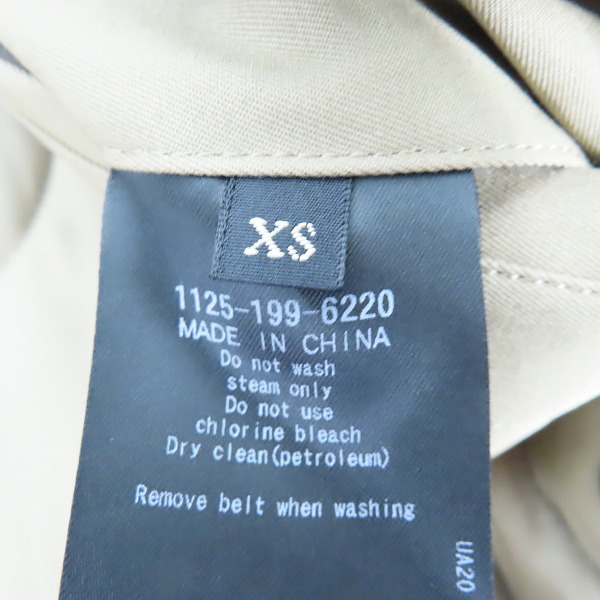 XS
1125-199-6220
MADE IN CHINA
Do not wash
steam only
Do not use
chlorine bleach
Dry clean(petroleum)
Remove belt when washing
UA20